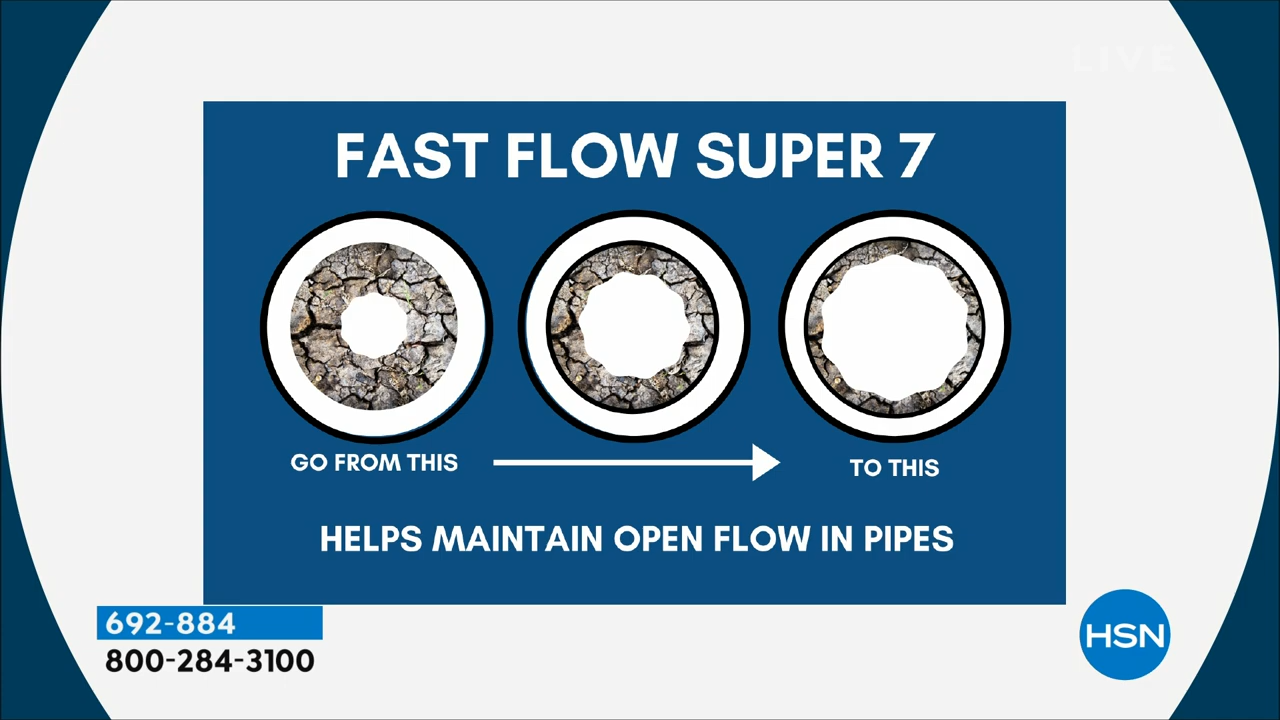 LIVE
FAST FLOW SUPER 7
GO FROM THIS
TO THIS
HELPS MAINTAIN OPEN FLOW IN PIPES
692-884
800-284-3100
HSN